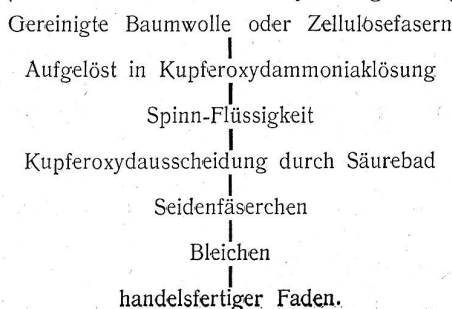 Gereinigte Baumwolle oder Zellulosefasern
Aufgelöst in Kupferoxydammoniaklösung
Spinn-Flüssigkeit
Kupferoxydausscheidung durch Säurebad
Seidenfäserchen
Bleichen
handelsfertiger Faden.